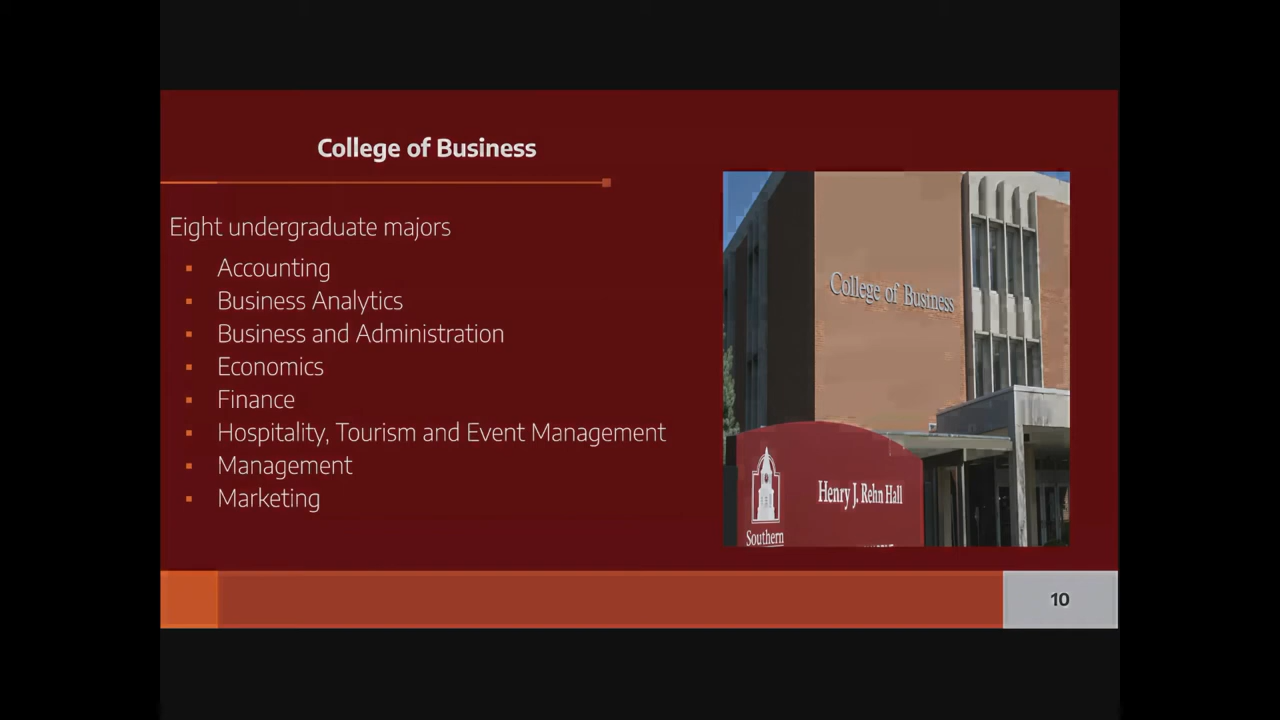 College of Business
Eight undergraduate majors
Accounting
Business Analytics
Business and Administration
Economics
Finance
Hospitality, Tourism and Event Management
Management
Marketing
College of Business
Henry J. Rehn Hall
Southern
10